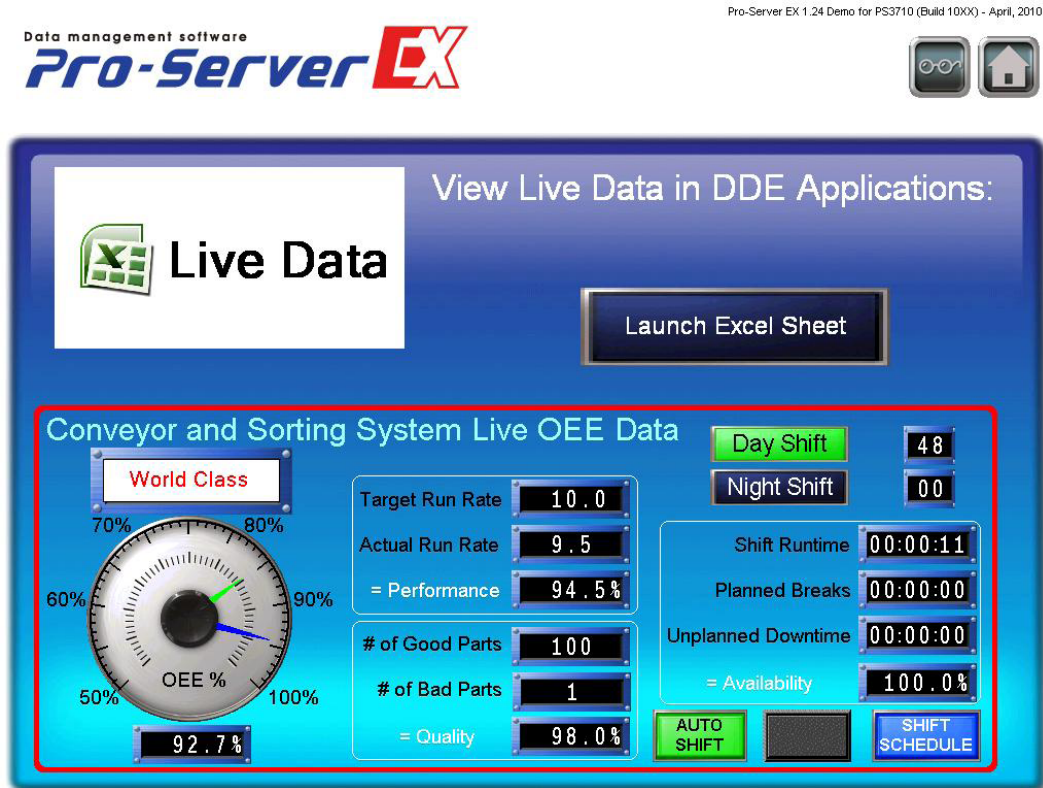 Pro-Server EX 1.24 Demo for PS3710 (Build 10XX) - April, 2010
Data management software
Pro-Server EX
Live Data
View Live Data in DDE Applications:
Launch Excel Sheet
Conveyor and Sorting System Live OEE Data
Day Shift 48
Night Shift 00
World Class
70% 80%
60% 90%
50% 100%
OEE %
92.7%
Target Run Rate 10.0
Actual Run Rate 9.5
= Performance 94.5%
# of Good Parts 100
# of Bad Parts 1
= Quality 98.0%
Shift Runtime 00:00:11
Planned Breaks 00:00:00
Unplanned Downtime 00:00:00
= Availability 100.0%
AUTO
SHIFT
SHIFT
SCHEDULE